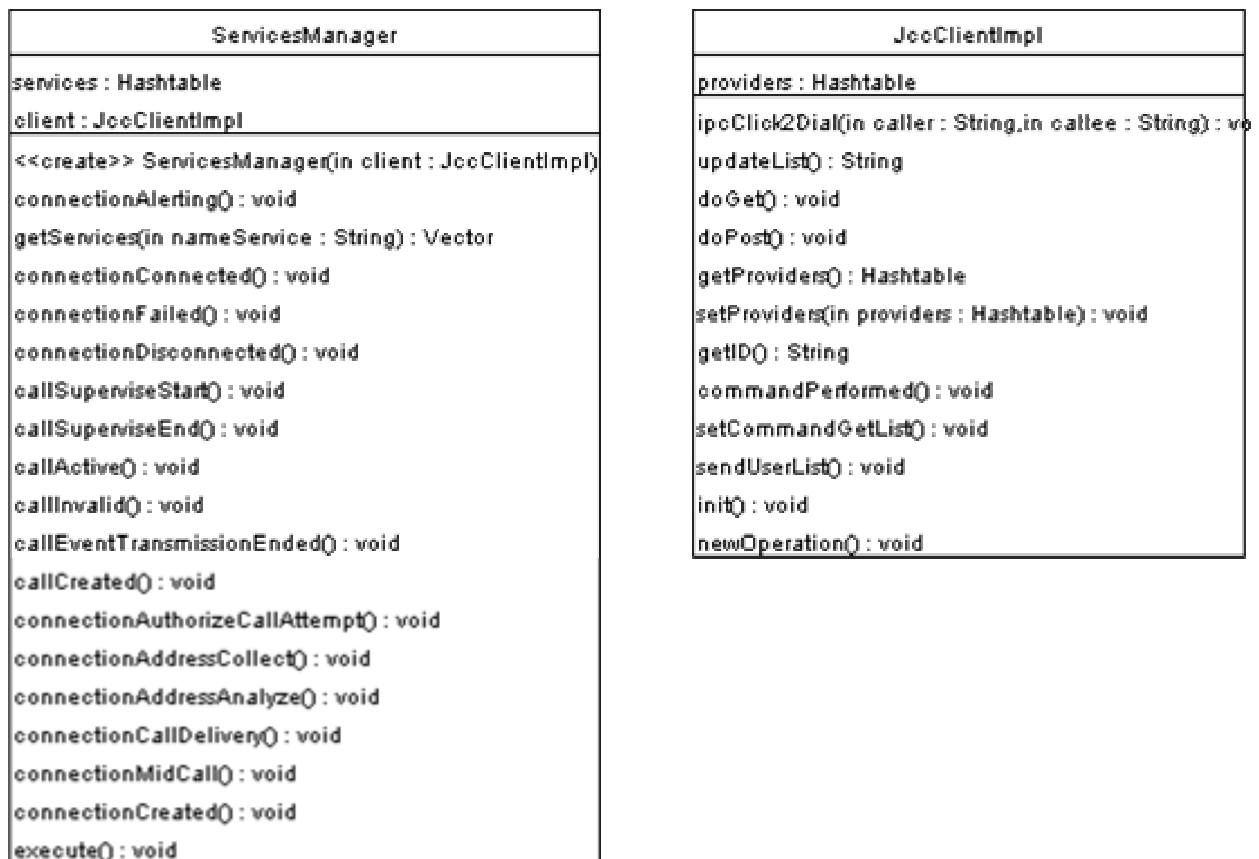 ServicesManager
services : Hashtable
client : JccClientImpl
<<create>> ServicesManager(in client : JccClientImpl)
connectionAlerting() : void
getServices(in nameService : String) : Vector
connectionConnected() : void
connectionFailed() : void
connectionDisconnected() : void
callSuperviseStart() : void
callSuperviseEnd() : void
callActive() : void
callInvalid() : void
callEventTransmissionEnded() : void
callCreated() : void
connectionAuthorizeCallAttempt() : void
connectionAddressCollect() : void
connectionAddressAnalyze() : void
connectionCallDelivery() : void
connectionMidCall() : void
connectionCreated() : void
execute() : void
JccClientImpl
providers : Hashtable
ipcClick2Dial(in caller : String,in callee : String) : vo
updateList() : String
doGet() : void
doPost() : void
getProviders() : Hashtable
setProviders(in providers : Hashtable) : void
getID() : String
commandPerformed() : void
setCommandGetList() : void
sendUserList() : void
init() : void
newOperation() : void